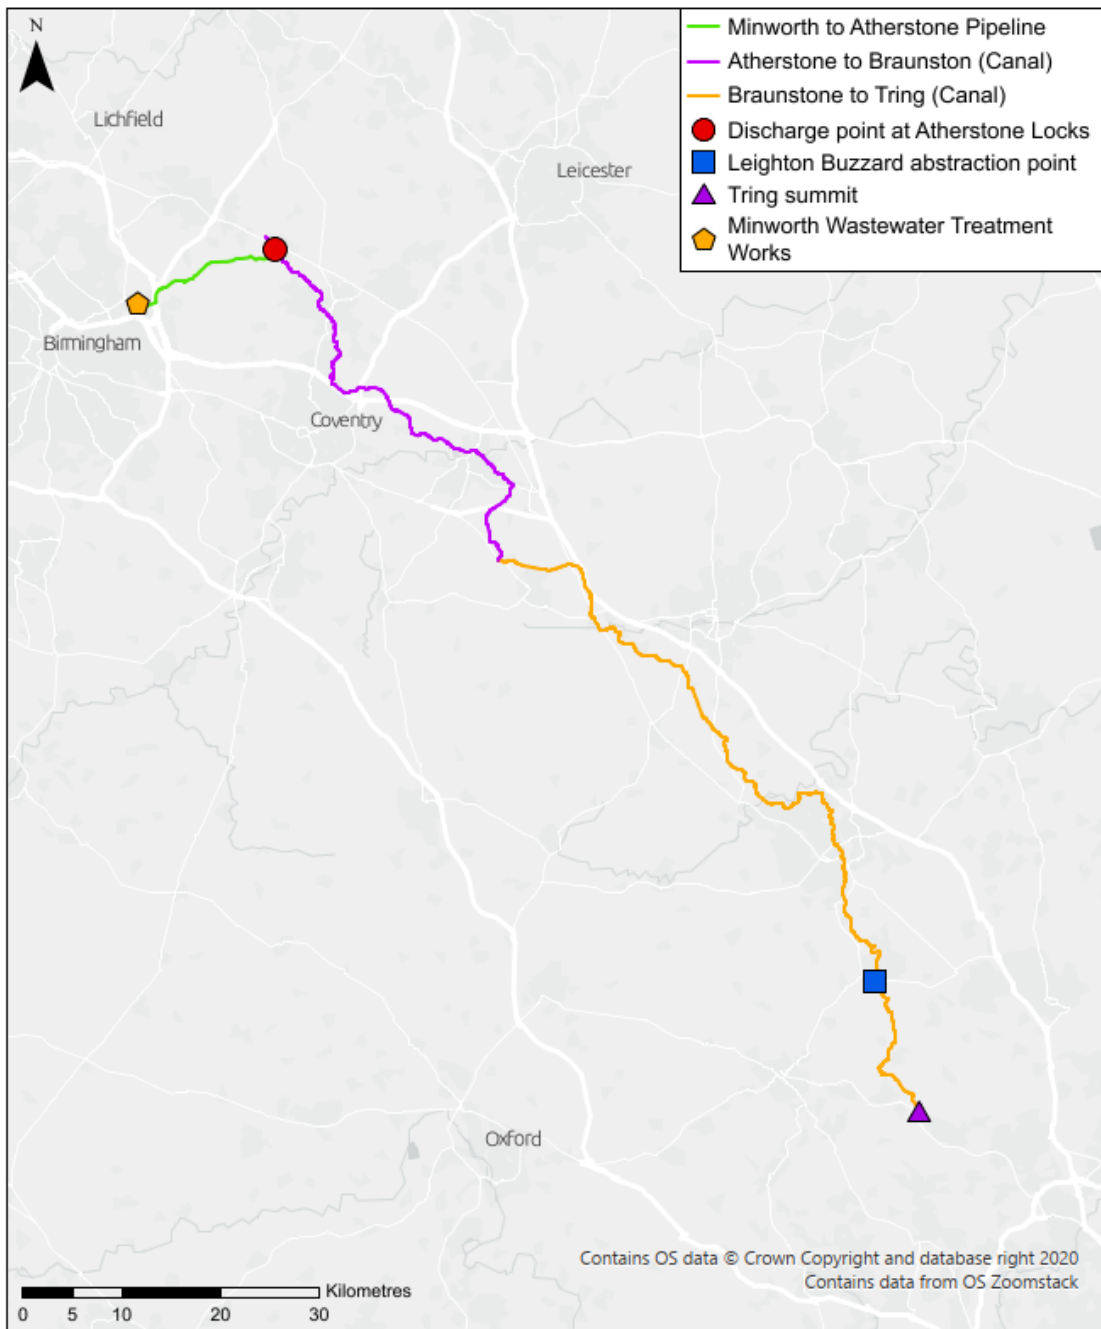 N
Minworth to Atherstone Pipeline
Atherstone to Braunston (Canal)
Braunstone to Tring (Canal)
Discharge point at Atherstone Locks
Leighton Buzzard abstraction point
Tring summit
Minworth Wastewater Treatment
Works
Lichfield
Leicester
Birmingham
Coventry
Oxford
Contains OS data © Crown Copyright and database right 2020
Contains data from OS Zoomstack
Kilometres
0 5 10 20 30